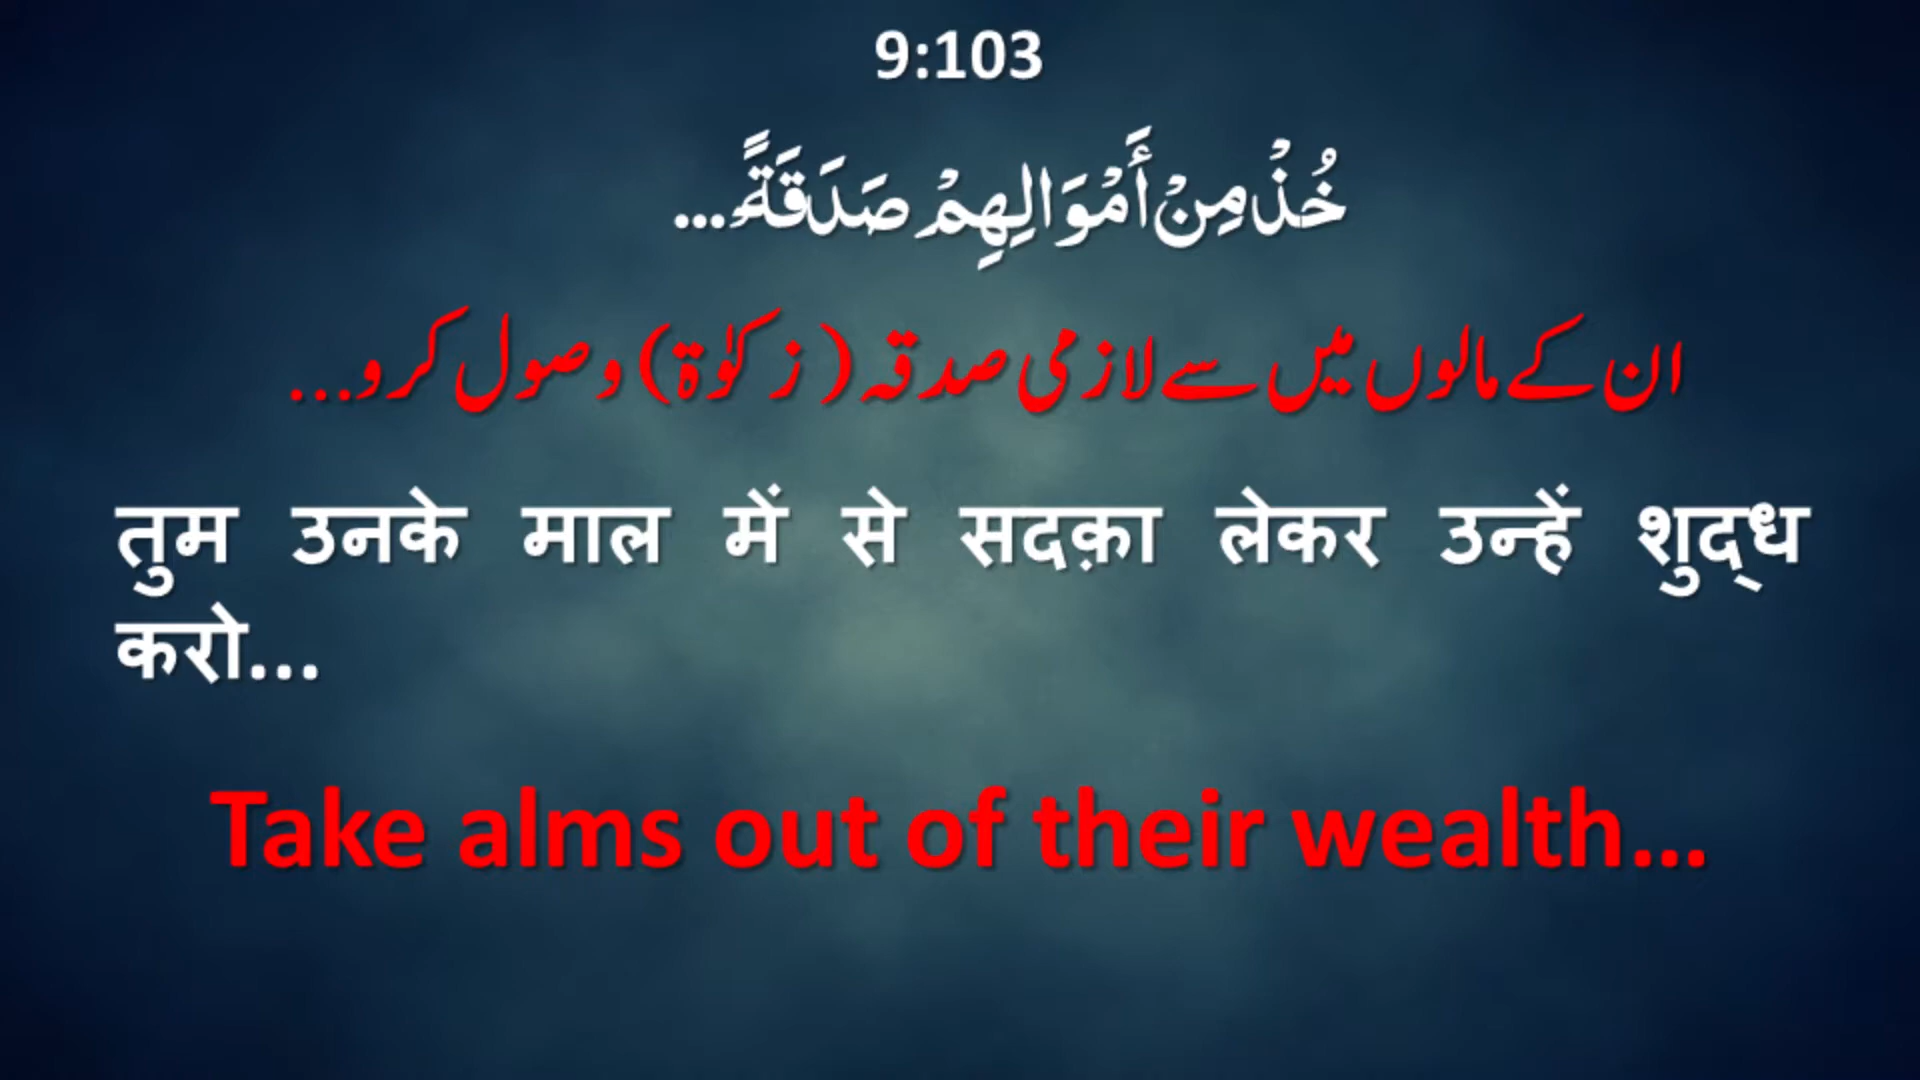 9:103
خُذْ مِنْ أَمْوَالِهِمْ صَدَقَةً...
ان کے مالوں میں سے لازمی صدقہ (زکوٰۃ) وصول کرو...
तुम उनके माल में से सदक़ा लेकर उन्हें शुद्ध
करो...
Take alms out of their wealth...